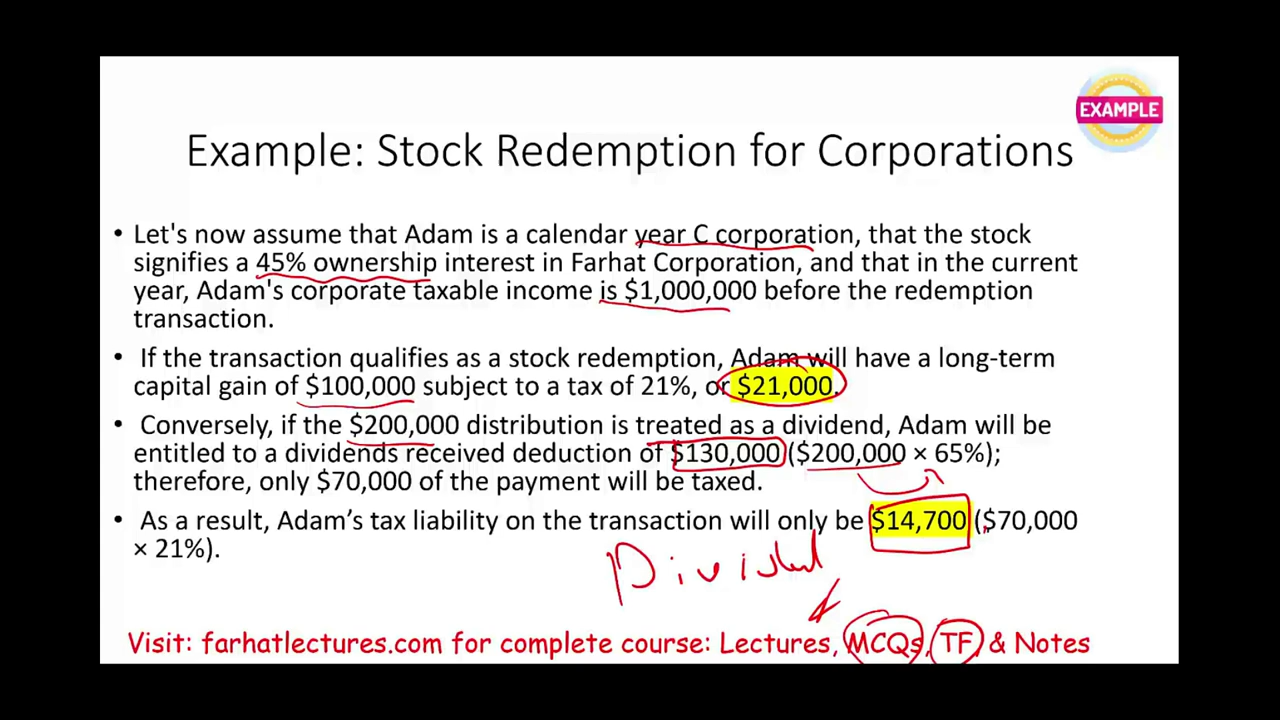 EXAMPLE
Example: Stock Redemption for Corporations
• Let's now assume that Adam is a calendar year C corporation, that the stock
signifies a 45% ownership interest in Farhat Corporation, and that in the current
year, Adam's corporate taxable income is $1,000,000 before the redemption
transaction.
• If the transaction qualifies as a stock redemption, Adam will have a long-term
capital gain of $100,000 subject to a tax of 21%, or $21,000.
• Conversely, if the $200,000 distribution is treated as a dividend, Adam will be
entitled to a dividends received deduction of $130,000 ($200,000 × 65%);
therefore, only $70,000 of the payment will be taxed.
• As a result, Adam’s tax liability on the transaction will only be $14,700 ($70,000
× 21%).
Visit: farhatlectures.com for complete course: Lectures, MCQs, TF, & Notes